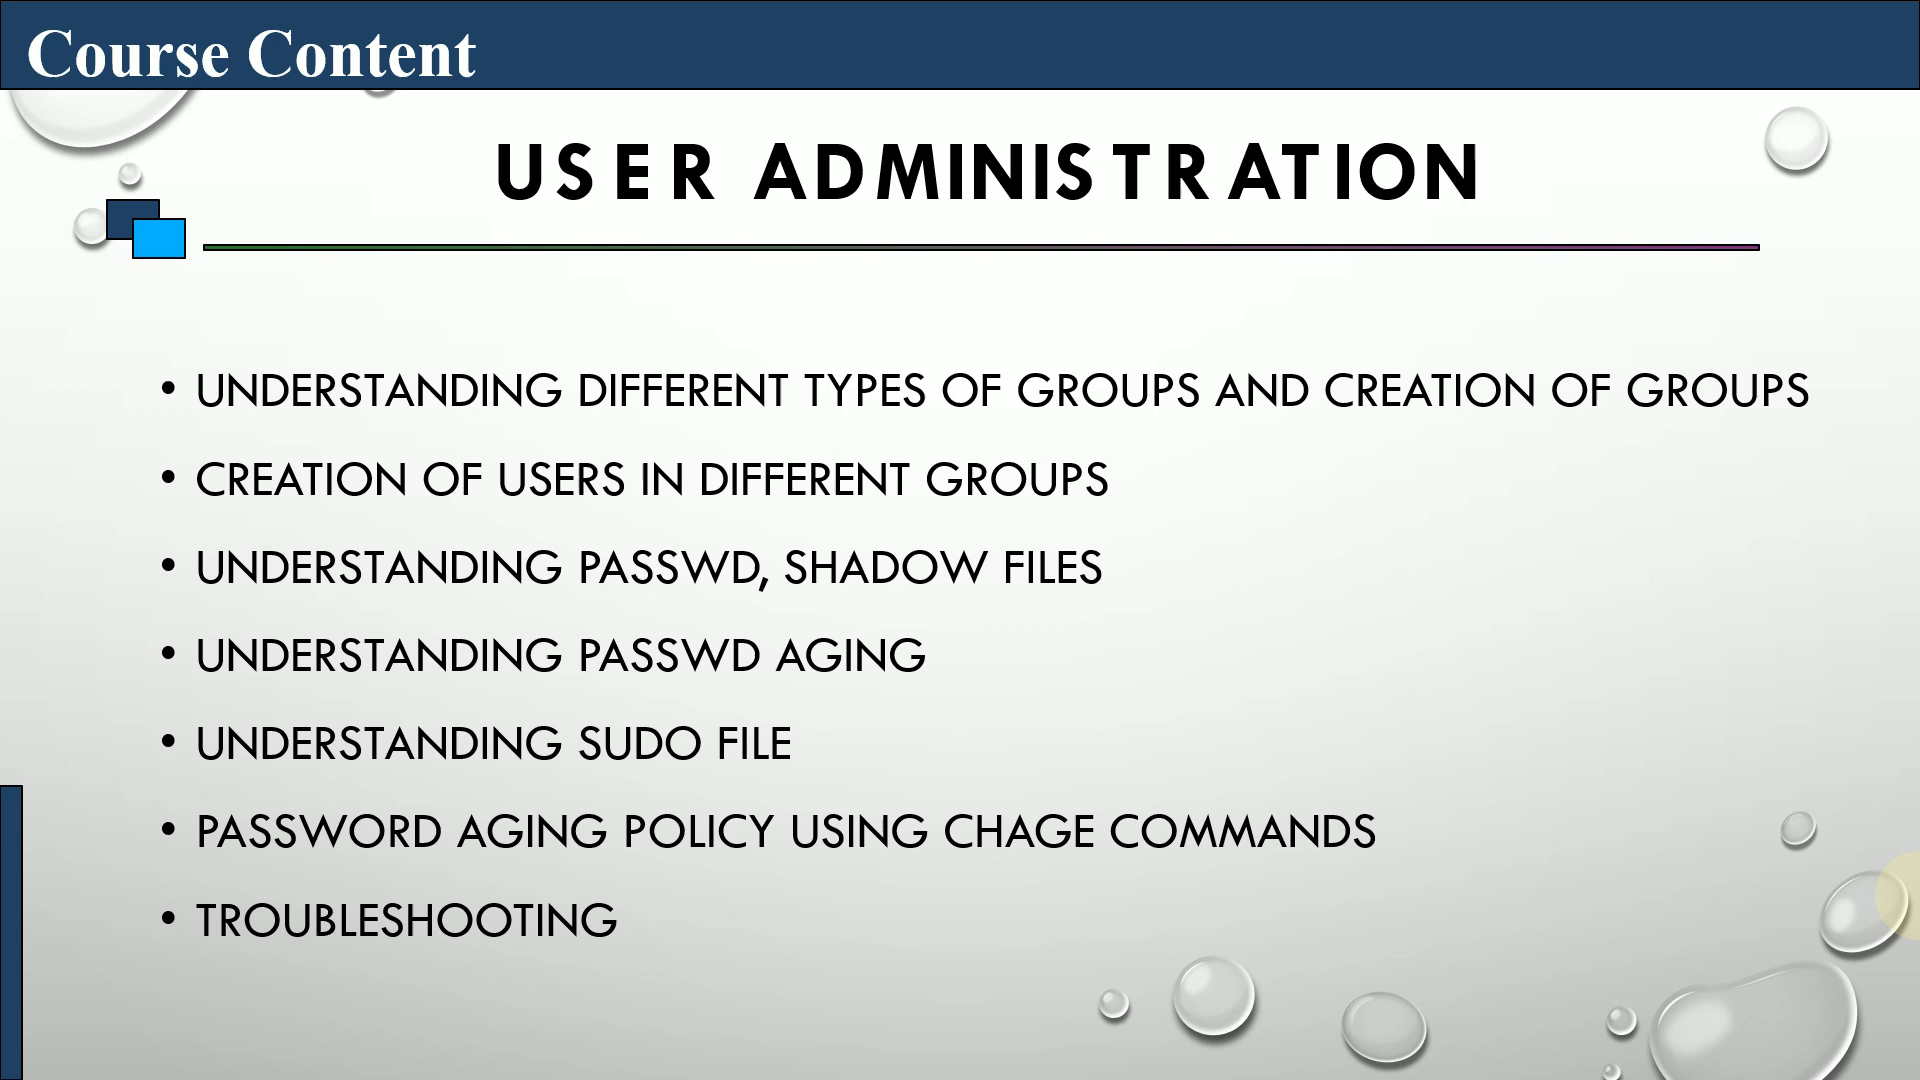 Course Content
USER ADMINISTRATION
• UNDERSTANDING DIFFERENT TYPES OF GROUPS AND CREATION OF GROUPS
• CREATION OF USERS IN DIFFERENT GROUPS
• UNDERSTANDING PASSWD, SHADOW FILES
• UNDERSTANDING PASSWD AGING
• UNDERSTANDING SUDO FILE
• PASSWORD AGING POLICY USING CHAGE COMMANDS
• TROUBLESHOOTING